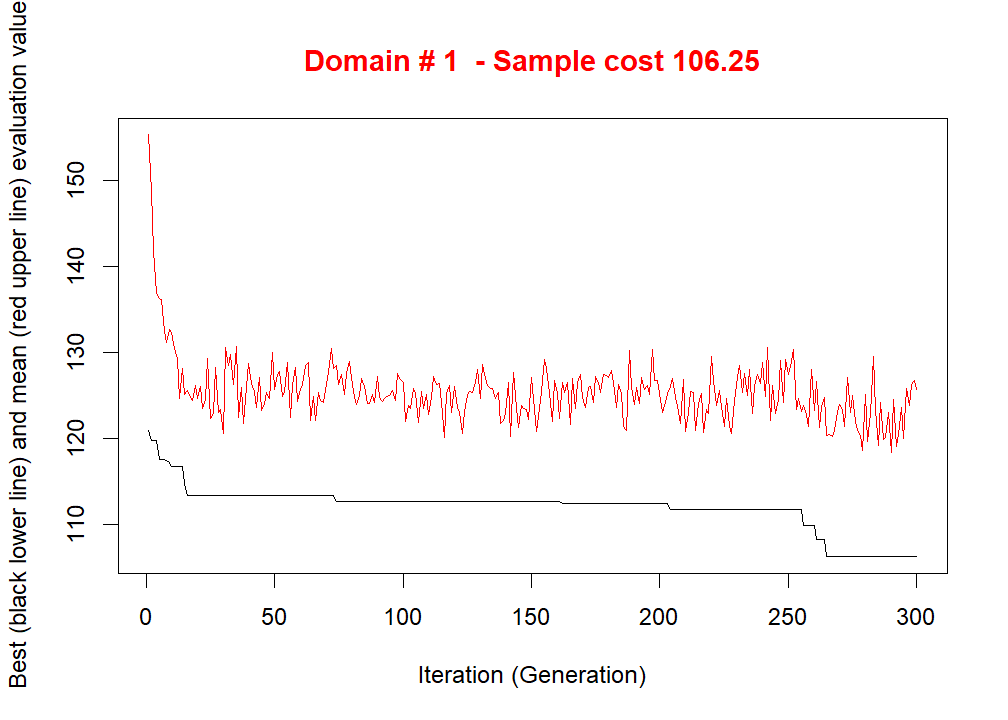 Domain # 1  - Sample cost 106.25
Best (black lower line) and mean (red upper line) evaluation value
150
140
130
120
110
0 50 100 150 200 250 300
Iteration (Generation)